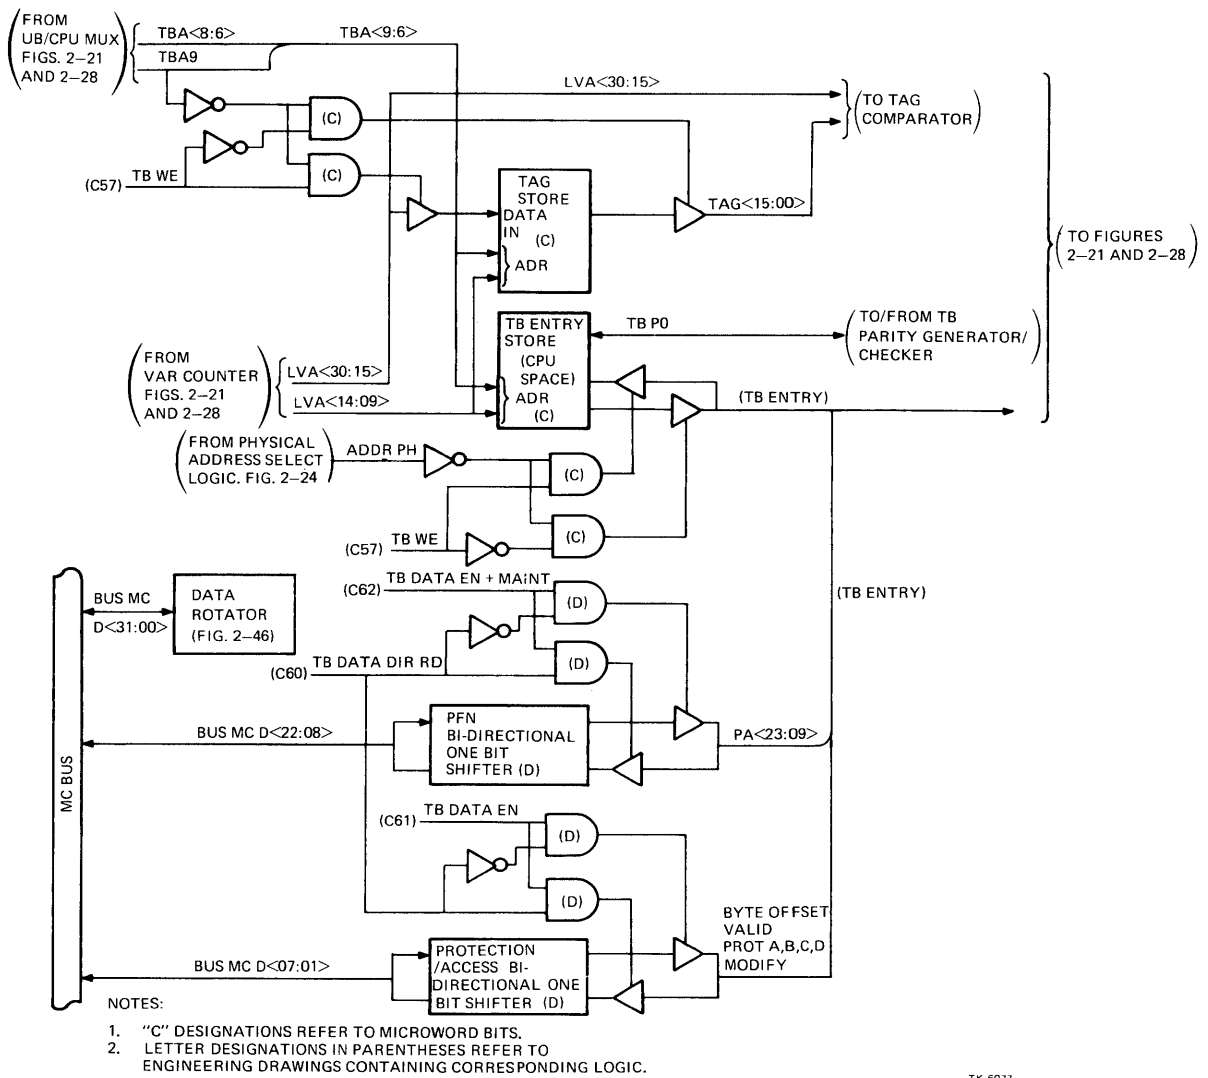 FROM
UB/CPU MUX
FIGS. 2–21
AND 2–28
TBA<8:6>
TBA<9:6>
TBA9
LVA<30:15>
TO TAG
COMPARATOR
(C)
(C)
(C57) TB WE
TAG
STORE
DATA
IN
(C)
ADR
TAG<15:00>
TO FIGURES
2–21 AND 2–28
TB ENTRY
STORE
(CPU
SPACE)
ADR
(C)
TB P0
TO/FROM TB
PARITY GENERATOR/
CHECKER
FROM
VAR COUNTER
FIGS. 2–21
AND 2–28
LVA<30:15>
LVA<14:09>
(TB ENTRY)
FROM PHYSICAL
ADDRESS SELECT
LOGIC. FIG. 2–24
ADDR PH
(C)
(C)
(C57) TB WE
(C62) TB DATA EN + MAINT
(D)
(TB ENTRY)
BUS MC
D<31:00>
DATA
ROTATOR
(FIG. 2–46)
(C60) TB DATA DIR RD
(D)
BUS MC D<22:08>
PFN
BI-DIRECTIONAL
ONE BIT
SHIFTER (D)
PA<23:09>
MC BUS
(C61) TB DATA EN
(D)
(D)
BYTE OFFSET
VALID
PROT A,B,C,D
MODIFY
BUS MC D<07:01>
PROTECTION
/ACCESS BI-
DIRECTIONAL ONE
BIT SHIFTER (D)
NOTES:
1. "C" DESIGNATIONS REFER TO MICROWORD BITS.
2. LETTER DESIGNATIONS IN PARENTHESES REFER TO
ENGINEERING DRAWINGS CONTAINING CORRESPONDING LOGIC.